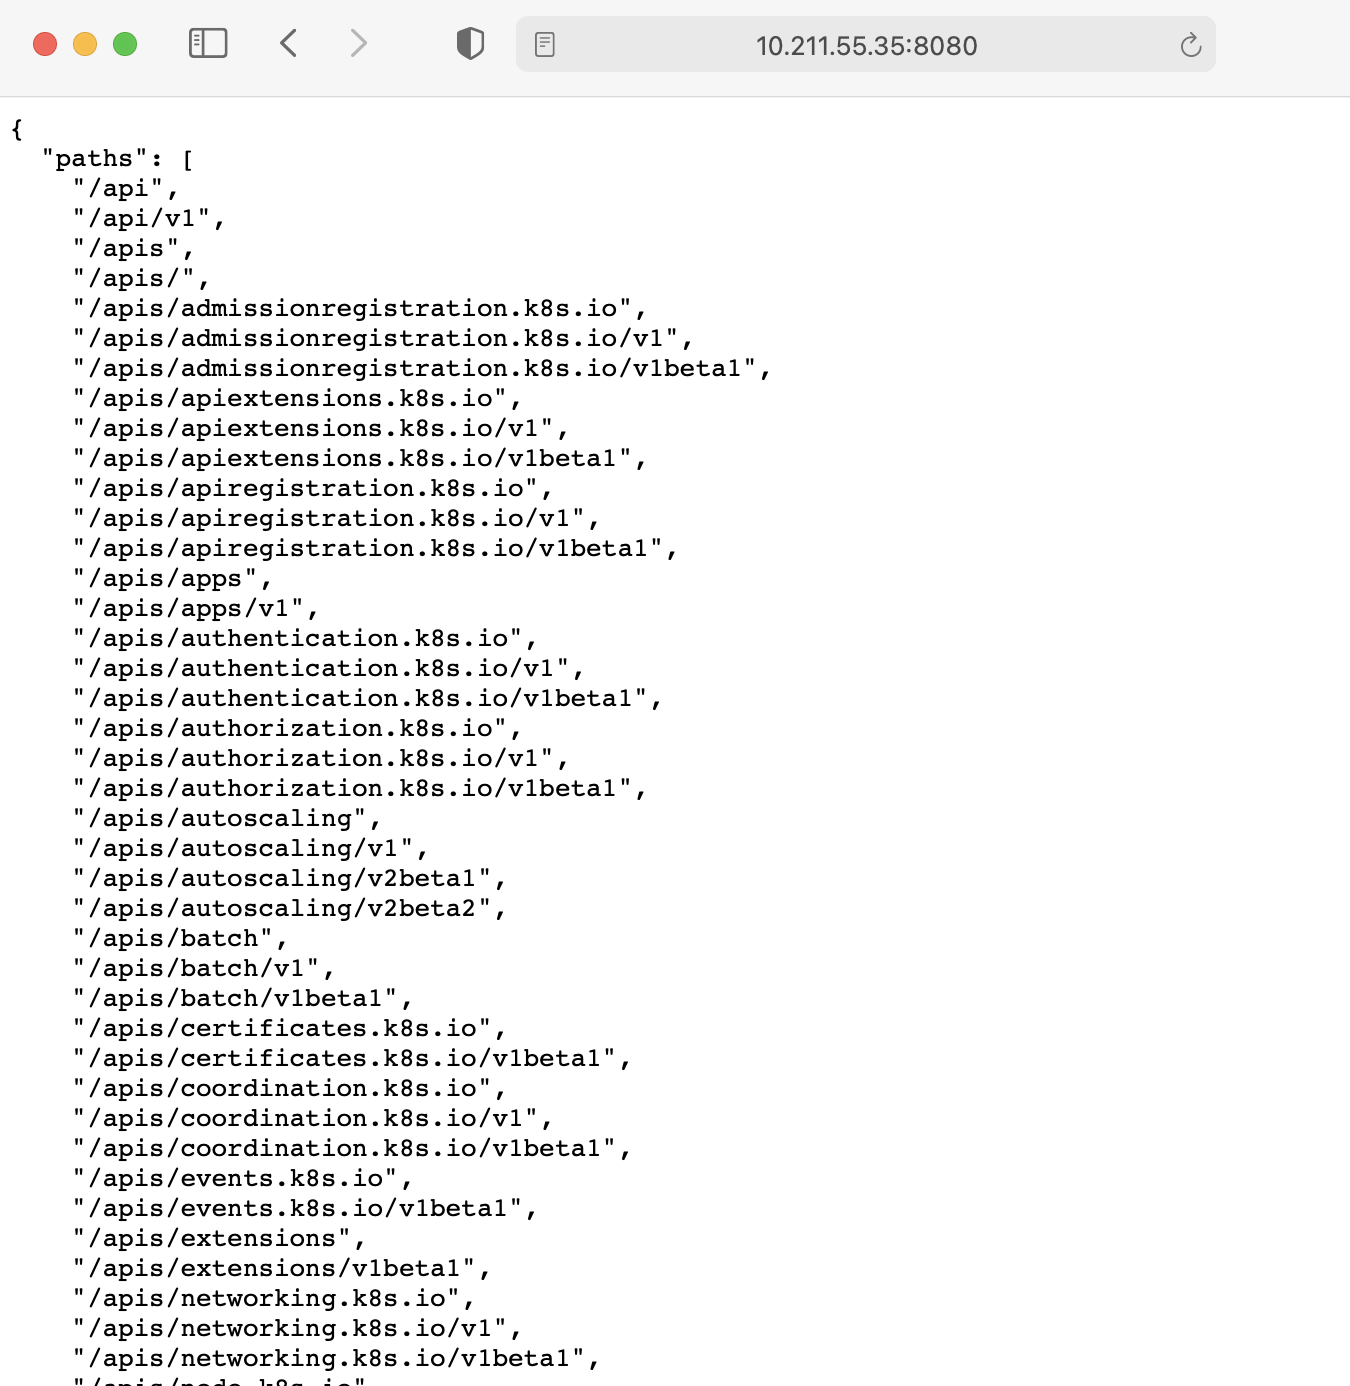 10.211.55.35:8080
{
"paths": [
"/api",
"/api/v1",
"/apis",
"/apis/",
"/apis/admissionregistration.k8s.io",
"/apis/admissionregistration.k8s.io/v1",
"/apis/admissionregistration.k8s.io/v1beta1",
"/apis/apiextensions.k8s.io",
"/apis/apiextensions.k8s.io/v1",
"/apis/apiextensions.k8s.io/v1beta1",
"/apis/apiregistration.k8s.io",
"/apis/apiregistration.k8s.io/v1",
"/apis/apiregistration.k8s.io/v1beta1",
"/apis/apps",
"/apis/apps/v1",
"/apis/authentication.k8s.io",
"/apis/authentication.k8s.io/v1",
"/apis/authentication.k8s.io/v1beta1",
"/apis/authorization.k8s.io",
"/apis/authorization.k8s.io/v1",
"/apis/authorization.k8s.io/v1beta1",
"/apis/autoscaling",
"/apis/autoscaling/v1",
"/apis/autoscaling/v2beta1",
"/apis/autoscaling/v2beta2",
"/apis/batch",
"/apis/batch/v1",
"/apis/batch/v1beta1",
"/apis/certificates.k8s.io",
"/apis/certificates.k8s.io/v1beta1",
"/apis/coordination.k8s.io",
"/apis/coordination.k8s.io/v1",
"/apis/coordination.k8s.io/v1beta1",
"/apis/events.k8s.io",
"/apis/events.k8s.io/v1beta1",
"/apis/extensions",
"/apis/extensions/v1beta1",
"/apis/networking.k8s.io",
"/apis/networking.k8s.io/v1",
"/apis/networking.k8s.io/v1beta1",
"/apis/node.k8s.io"